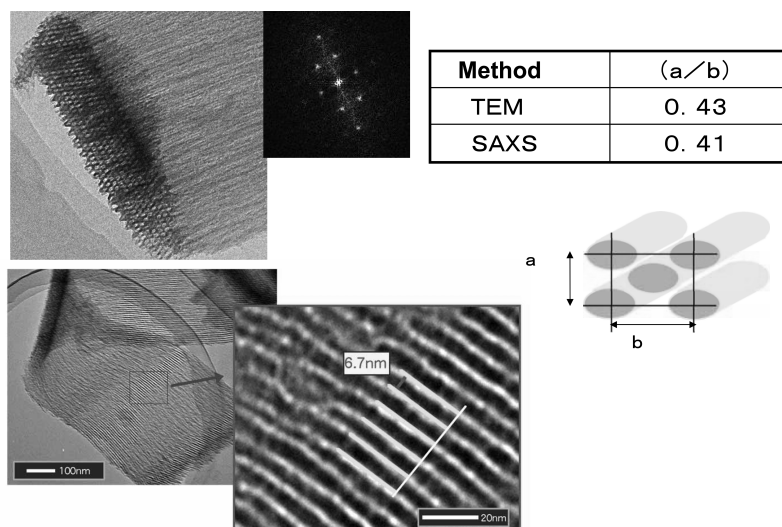 Method (a／b)
TEM 0. 43
SAXS 0. 41
a
b
6.7nm
100nm
20nm